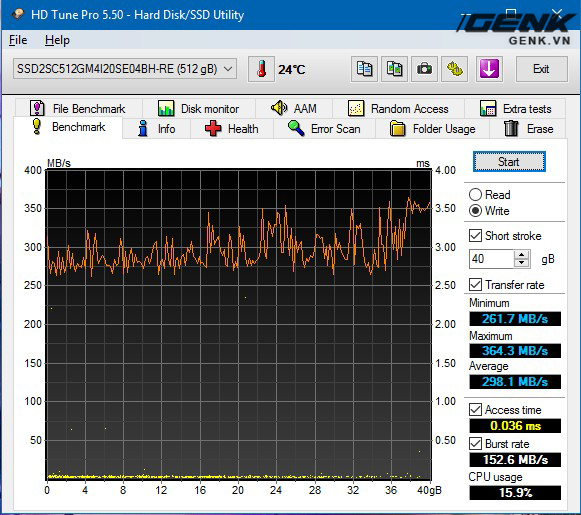 HD Tune Pro 5.50 - Hard Disk/SSD Utility
GENK
GENK.VN
File Help
SSD2SC512GM4I20SE04BH-RE (512 gB) 24℃ Exit
File Benchmark Disk monitor AAM Random Access Extra tests
Benchmark Info Health Error Scan Folder Usage Erase
MB/s ms
400 4.00
350 3.50
300 3.00
250 2.50
200 2.00
150 1.50
100 1.00
50 0.50
0 4 8 12 16 20 24 28 32 36 40gB
Start
Read
Write
Short stroke
40 gB
Transfer rate
Minimum
261.7 MB/s
Maximum
364.3 MB/s
Average
298.1 MB/s
Access time
0.036 ms
Burst rate
152.6 MB/s
CPU usage
15.9%